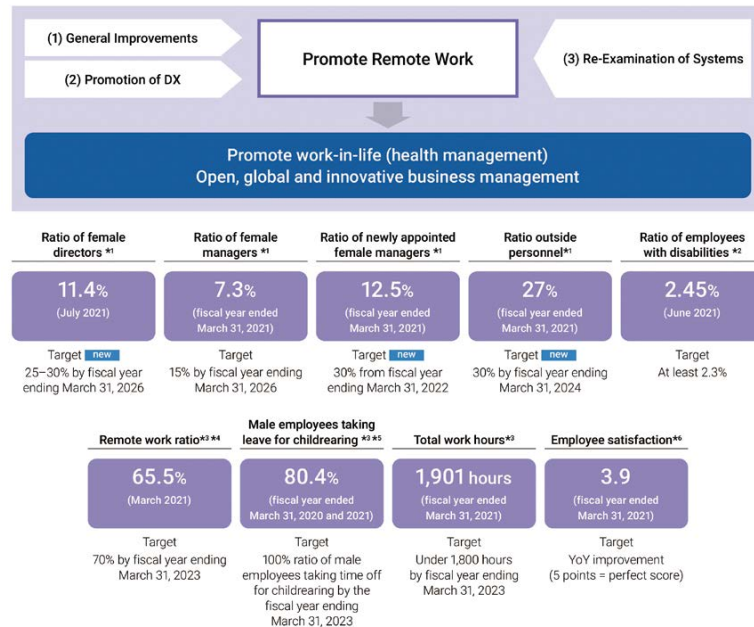 (1) General Improvements
(2) Promotion of DX
Promote Remote Work
(3) Re-Examination of Systems
Promote work-in-life (health management)
Open, global and innovative business management
Ratio of female
directors *1
11.4%
(July 2021)
Target new
25–30% by fiscal year
ending March 31, 2026
Ratio of female
managers *1
7.3%
(fiscal year ended
March 31, 2021)
Target
15% by fiscal year ending
March 31, 2026
Ratio of newly appointed
female managers *1
12.5%
(fiscal year ended
March 31, 2021)
Target new
30% from fiscal year
ending March 31, 2022
Ratio outside
personnel*1
27%
(fiscal year ended
March 31, 2021)
Target new
30% by fiscal year ending
March 31, 2024
Ratio of employees
with disabilities *2
2.45%
(June 2021)
Target
At least 2.3%
Remote work ratio*3 *4
65.5%
(March 2021)
Target
70% by fiscal year ending
March 31, 2023
Male employees taking
leave for childrearing *3 *5
80.4%
(fiscal year ended
March 31, 2020 and 2021)
Target
100% ratio of male
employees taking time off
for childrearing by the
fiscal year ending
March 31, 2023
Total work hours*3
1,901 hours
(fiscal year ended
March 31, 2021)
Target
Under 1,800 hours
by fiscal year ending
March 31, 2023
Employee satisfaction*6
3.9
(fiscal year ended
March 31, 2021)
Target
YoY improvement
(5 points = perfect score)